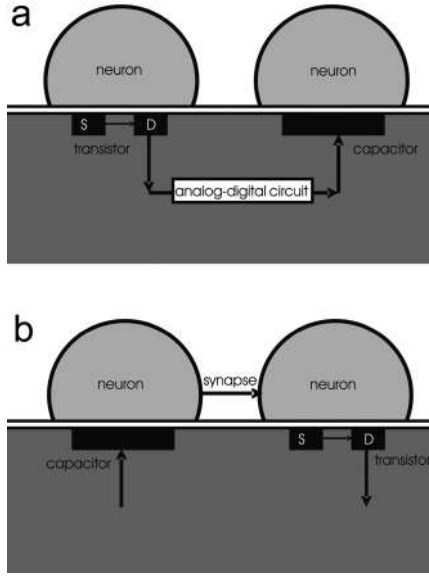 a
neuron
neuron
S
D
transistor
capacitor
analog-digital circuit
b
neuron
synapse
neuron
capacitor
S
D
transistor